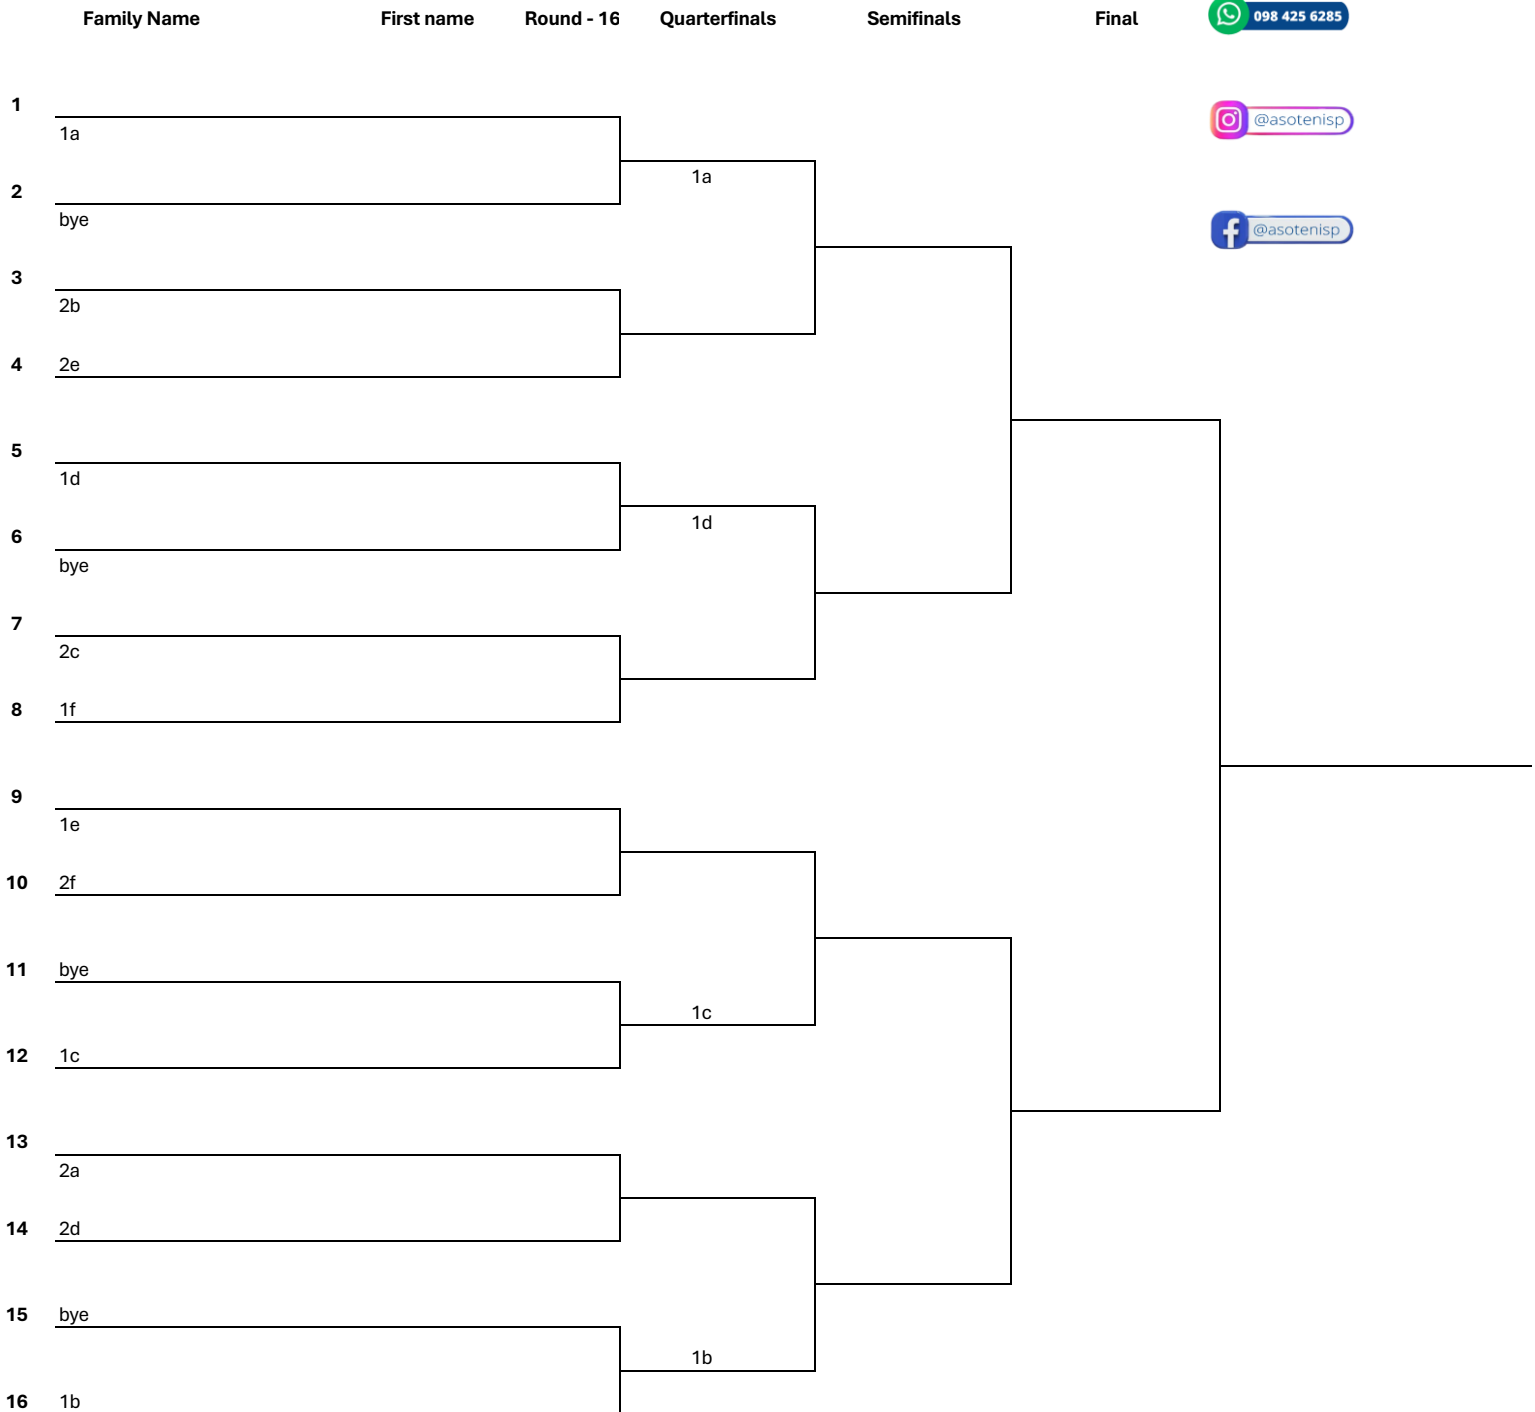 Family Name First name Round - 16 Quarterfinals Semifinals Final 098 425 6285
1
1a
@asotenisp
1a
2
bye
@asotenisp
3
2b
4 2e
5
1d
1d
6
bye
7
2c
8 1f
9
1e
10 2f
11 bye
1c
12 1c
13
2a
14 2d
15 bye
1b
16 1b